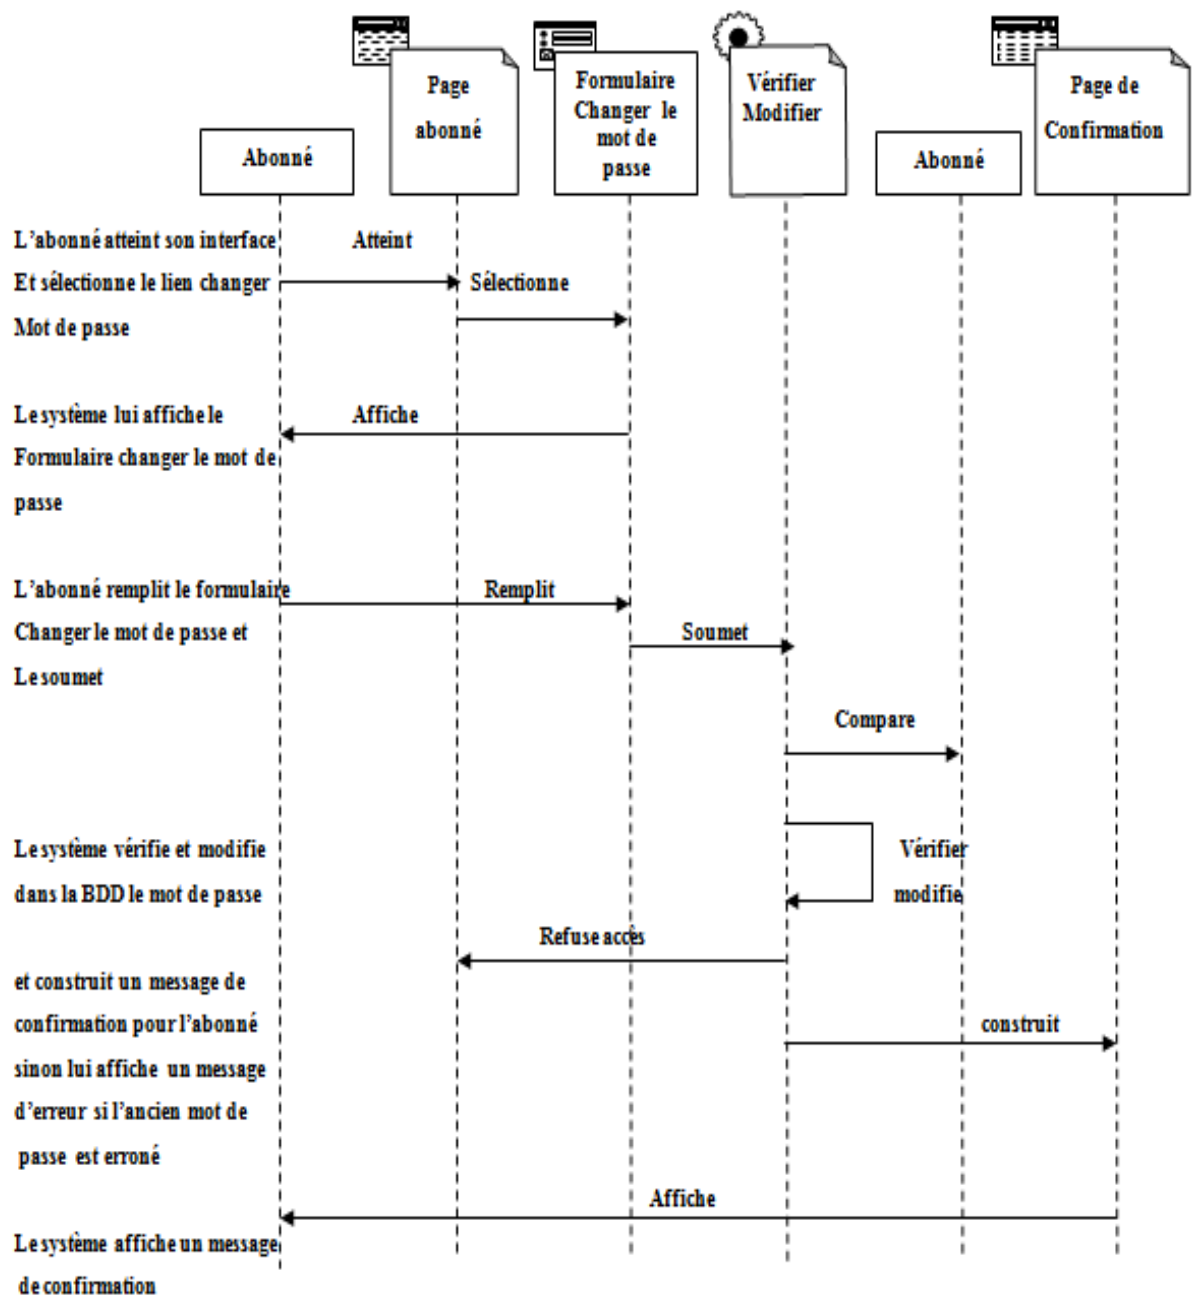 Page
abonné
Formulaire
Changer le
mot de
passe
Vérifier
Modifier
Page de
Confirmation
Abonné
Abonné
L'abonné atteint son interface
Atteint
Et sélectionne le lien changer
Sélectionne
Mot de passe
Le système lui affiche le
Affiche
Formulaire changer le mot de
passe
L'abonné remplit le formulaire
Remplit
Changer le mot de passe et
Soumet
Le soumet
Compare
Le système vérifie et modifie
Vérifier
dans la BDD le mot de passe
modifie
Refuse accès
et construit un message de
confirmation pour l'abonné
construit
sinon lui affiche un message
d'erreur si l'ancien mot de
passe est erroné
Affiche
Le système affiche un message
de confirmation